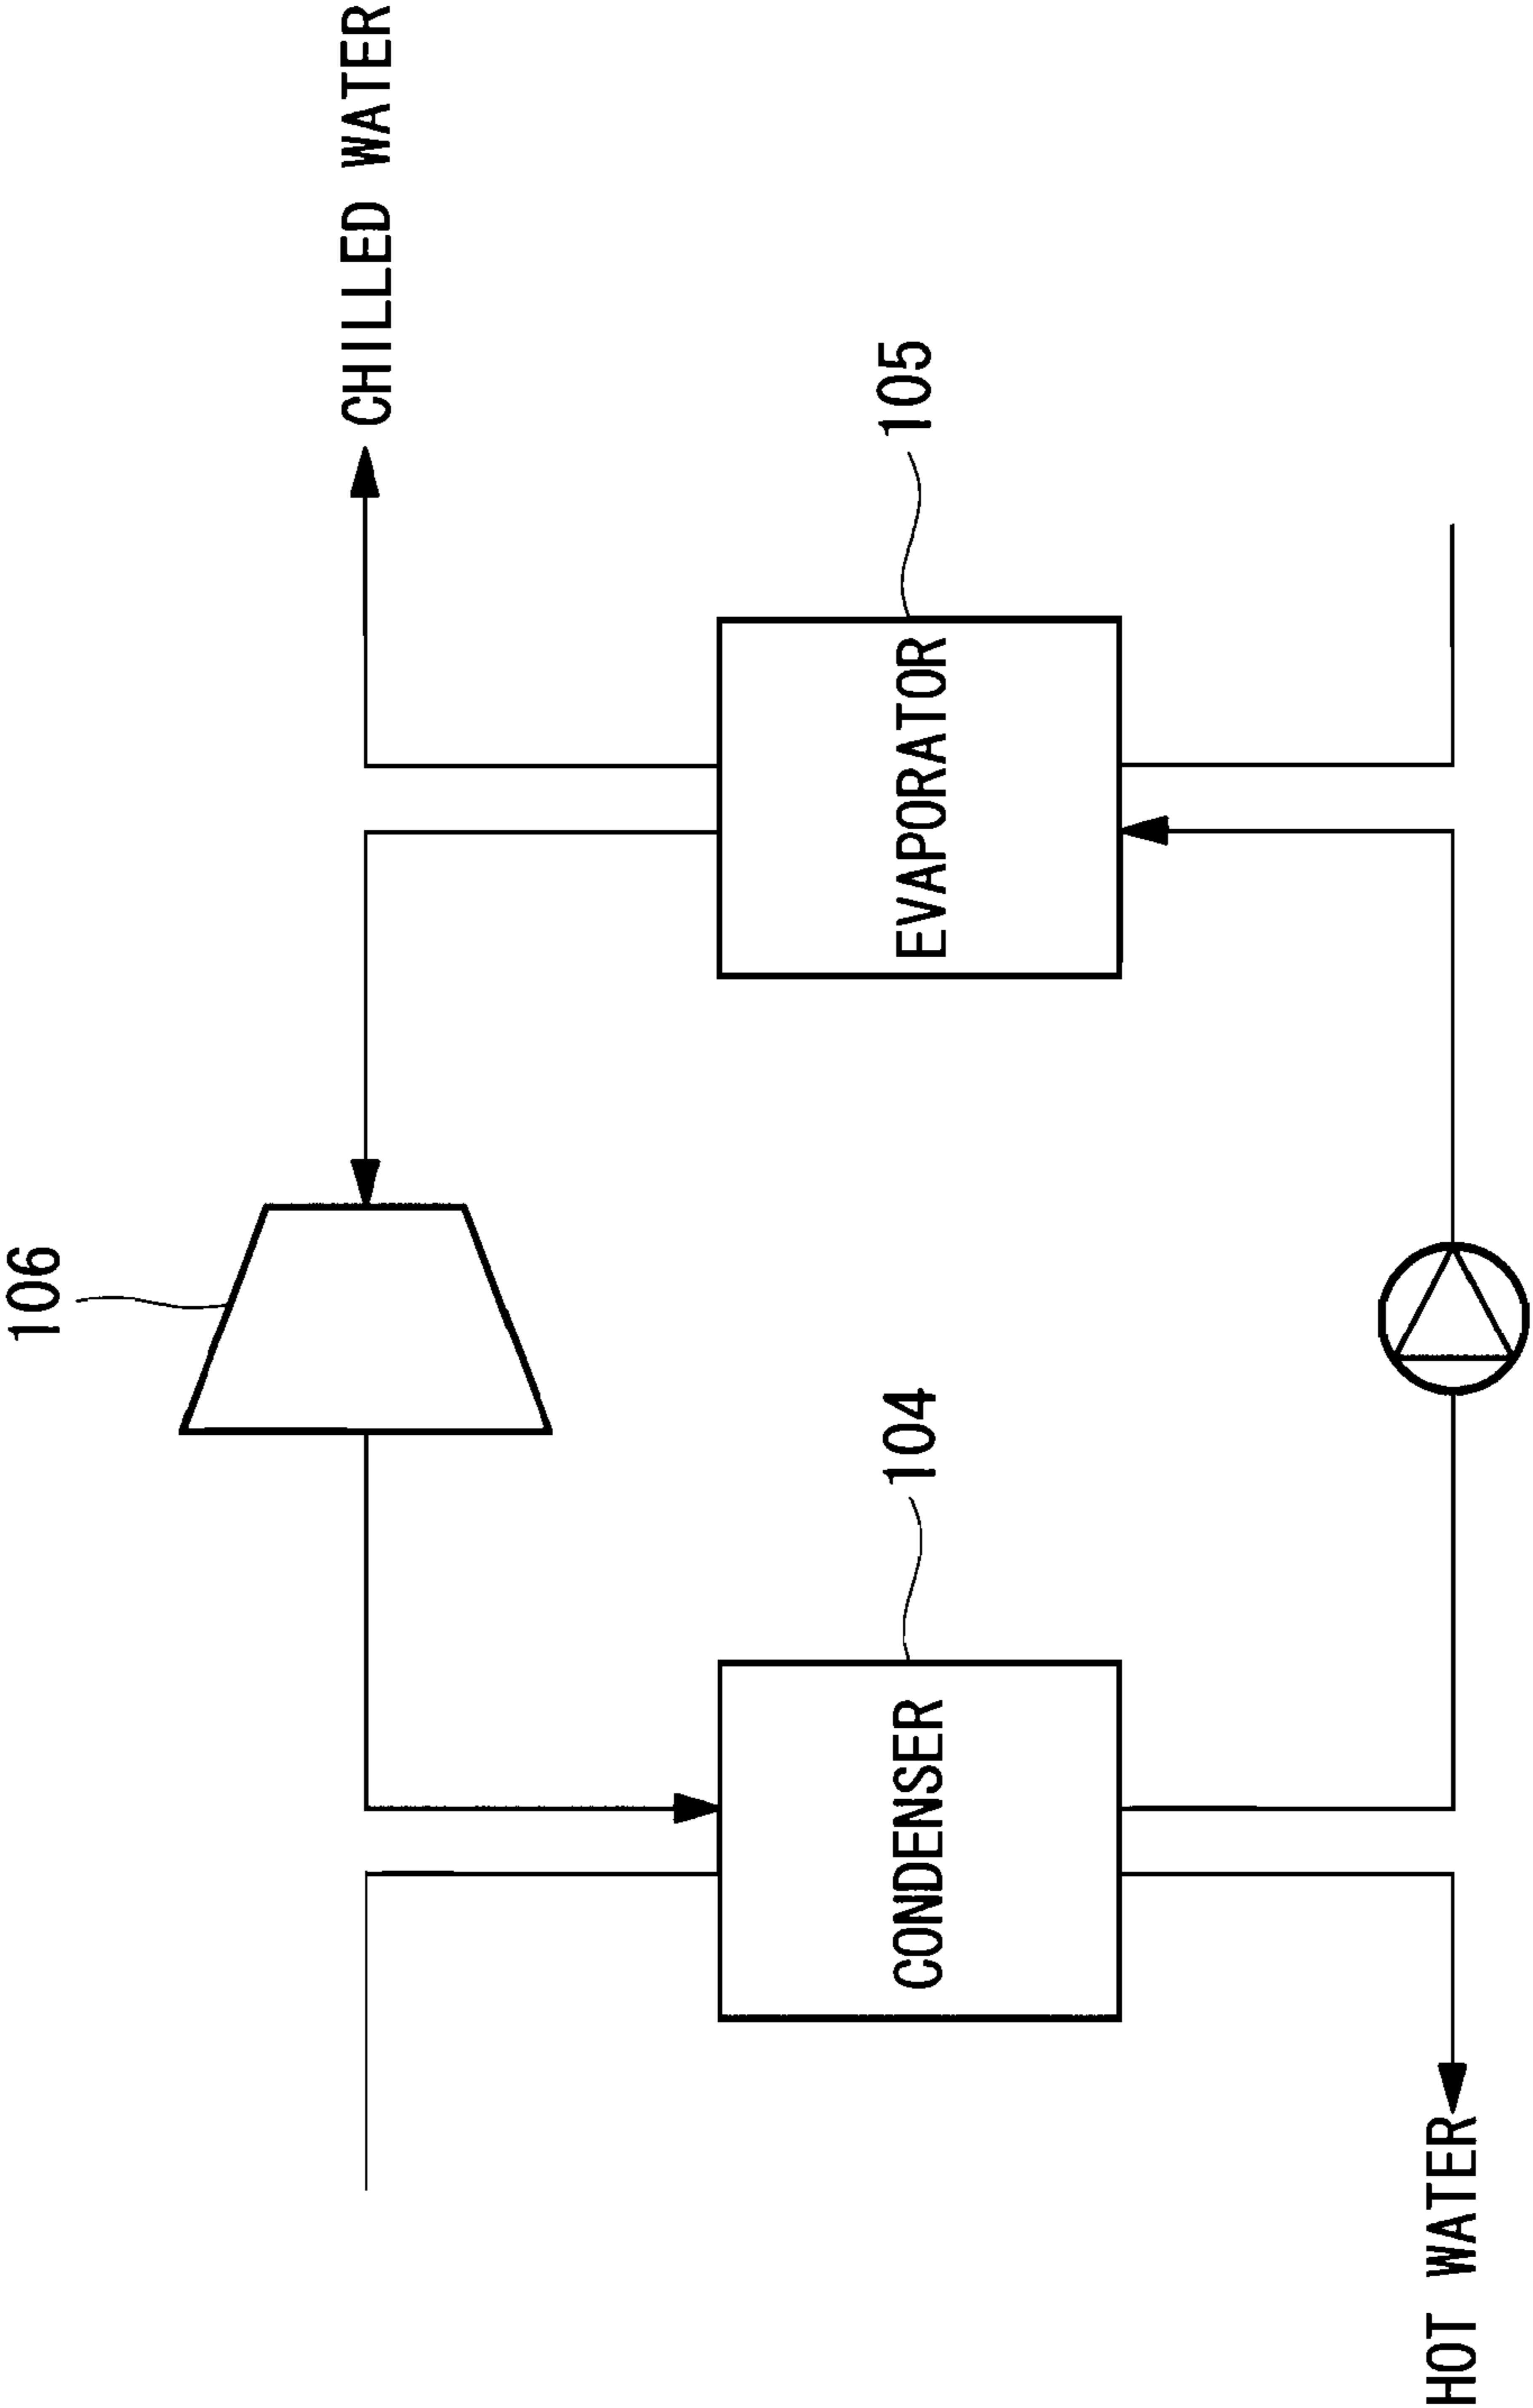 106
CHILLED WATER
104
105
CONDENSER
EVAPORATOR
HOT WATER